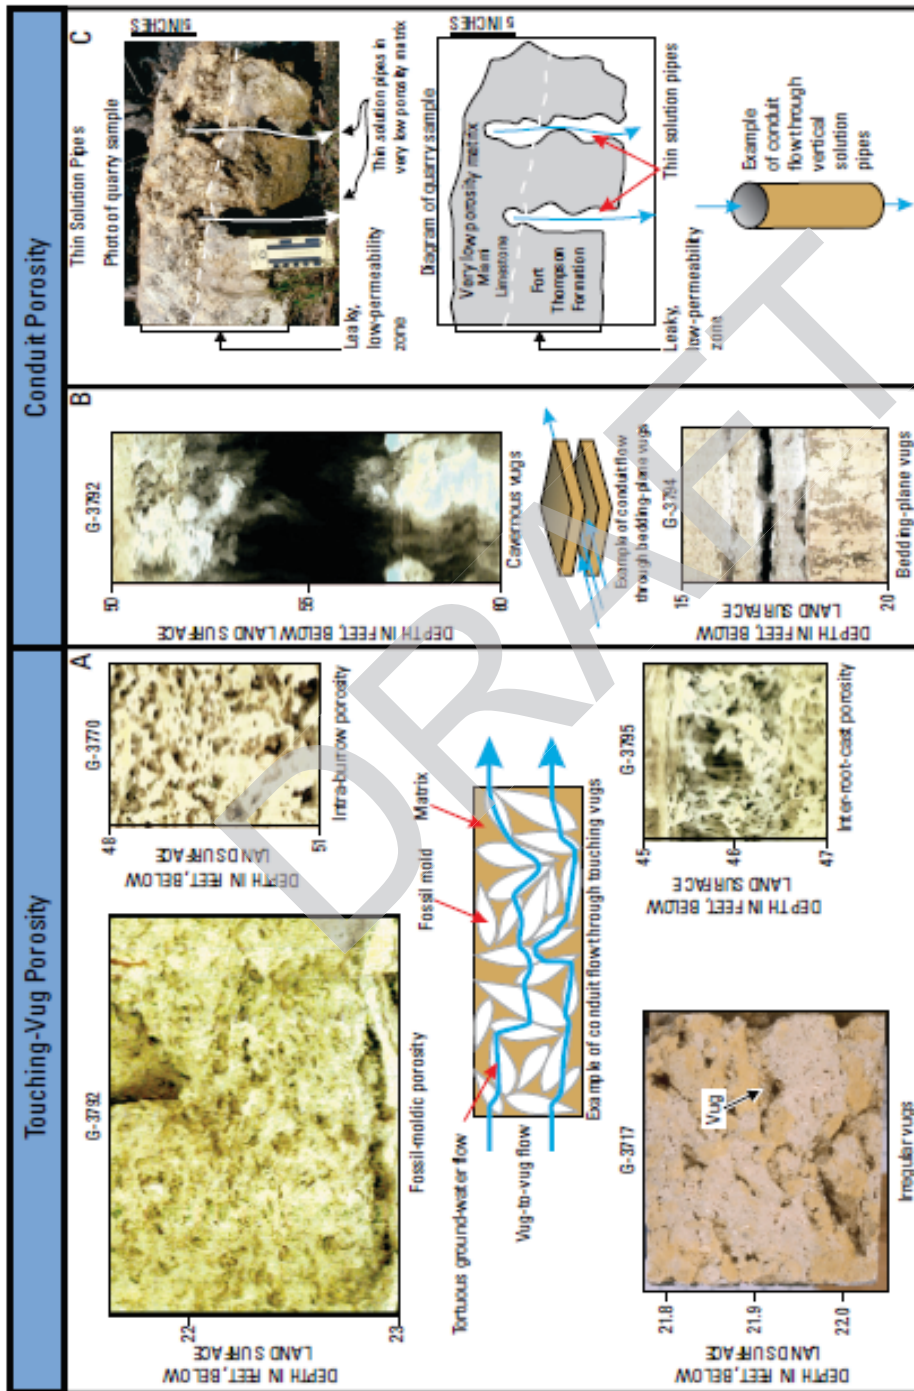 Touching-Vug Porosity
Conduit Porosity
A
G-3792
22
23
DEPTH IN FEET, BELOW
LAND SURFACE
Fossil-moldic porosity
G-3770
48
51
DEPTH IN FEET, BELOW
LAND SURFACE
Intra-burrow porosity
Tortuous ground-water flow
Fossil mold
Matrix
Vug-to-vug flow
Example of conduit flow through touching vugs
G-3717
21.8
21.9
22.0
DEPTH IN FEET, BELOW
LAND SURFACE
Vug
Irregular vugs
G-3795
45
46
47
DEPTH IN FEET, BELOW
LAND SURFACE
Inter-root-cast porosity
B
G-3792
50
55
60
DEPTH IN FEET, BELOW LAND SURFACE
Cavernous vugs
Example of conduit flow
through bedding-plane vugs
G-3794
15
20
DEPTH IN FEET, BELOW
LAND SURFACE
Bedding-plane vugs
C
Thin Solution Pipes
Photo of quarry sample
5 INCHES
Leaky,
low-permeability
zone
Thin solution pipes in
very low porosity matrix
Diagram of quarry sample
5 INCHES
Very low porosity matrix
Miami
Limestone
Fort
Thompson
Formation
Leaky,
low-permeability
zone
Thin solution pipes
Example
of conduit
flow through
vertical
solution
pipes
DRAFT